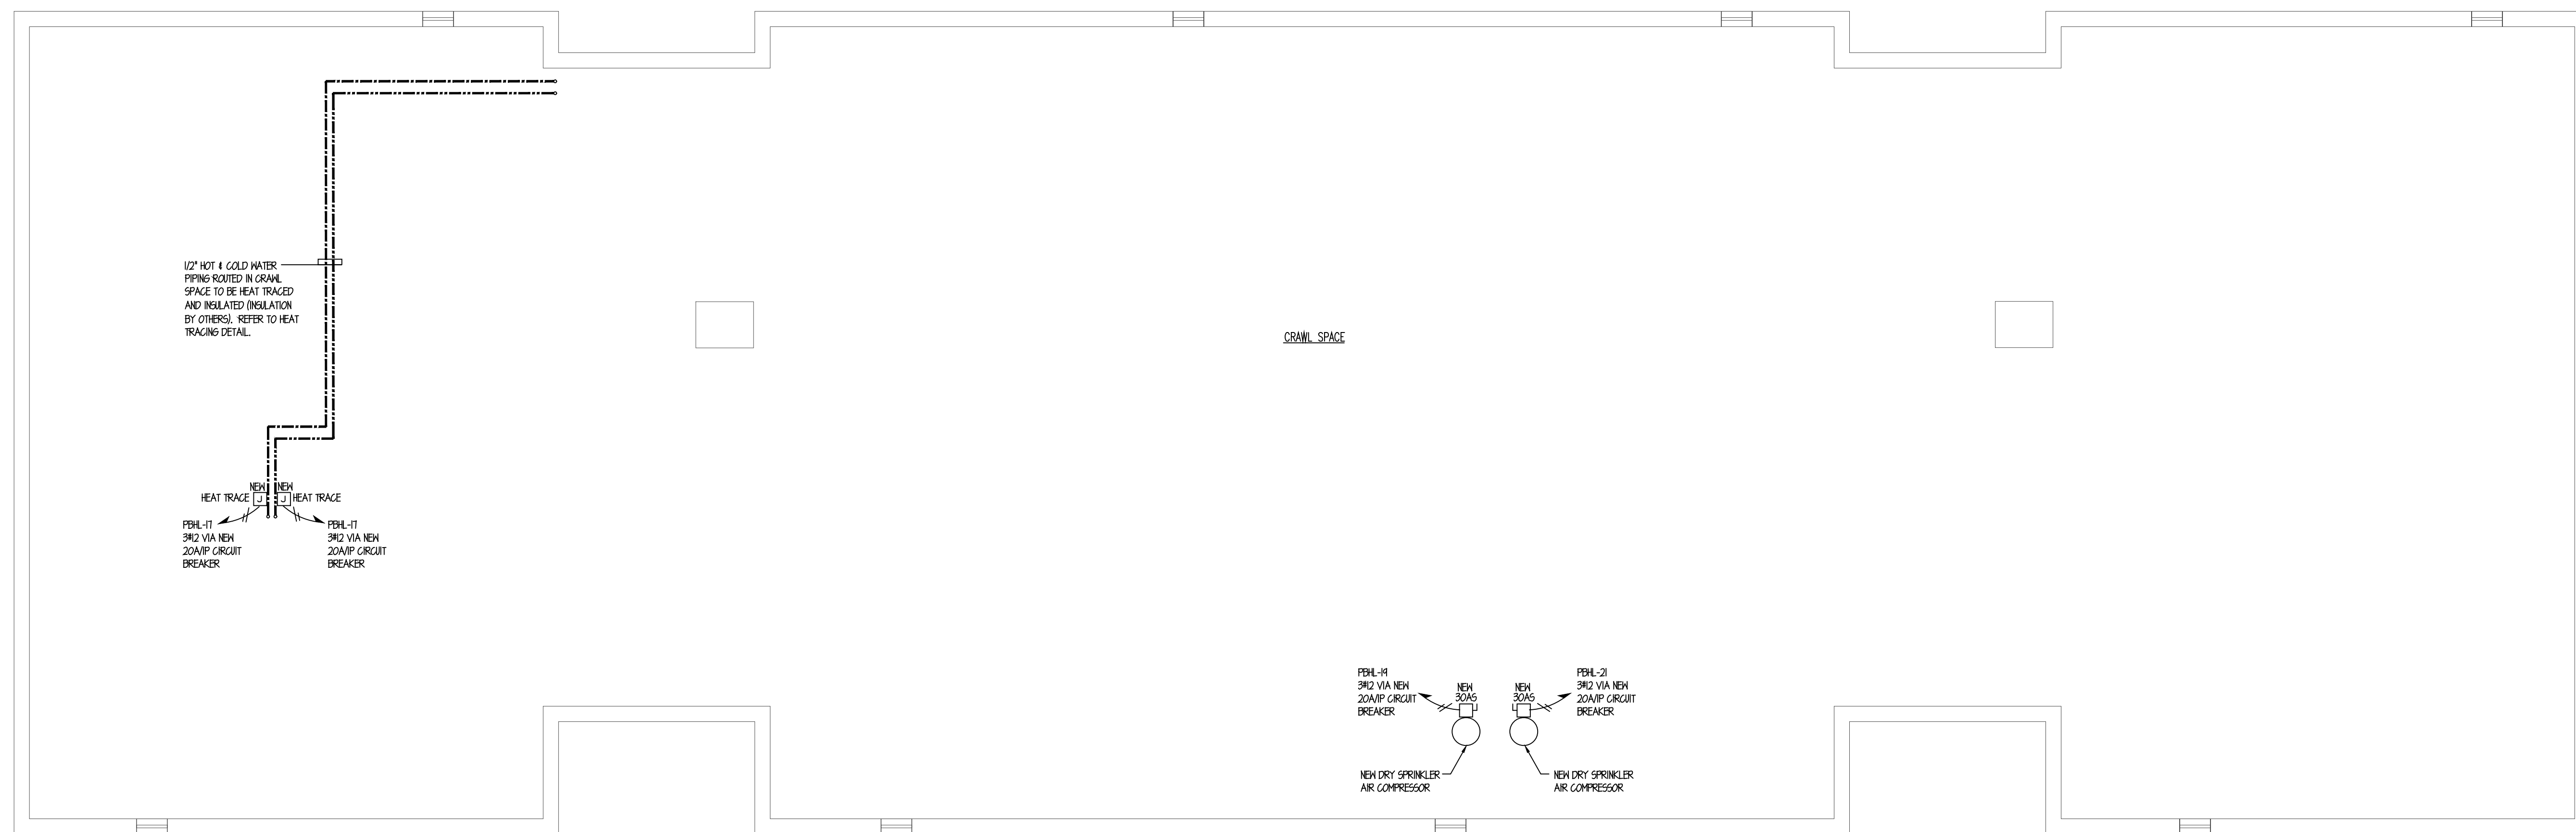 1/2" HOT & COLD WATER
PIPING ROUTED IN CRAWL
SPACE TO BE HEAT TRACED
AND INSULATED (INSULATION
BY OTHERS). REFER TO HEAT
TRACING DETAIL.
CRAWL SPACE
NEW
NEW
HEAT TRACE
J
J
HEAT TRACE
PBHL-17
3#12 VIA NEW
20A/1P CIRCUIT
BREAKER
PBHL-17
3#12 VIA NEW
20A/1P CIRCUIT
BREAKER
PBHL-19
3#12 VIA NEW
20A/1P CIRCUIT
BREAKER
NEW
30AS
NEW
30AS
PBHL-21
3#12 VIA NEW
20A/1P CIRCUIT
BREAKER
NEW DRY SPRINKLER
AIR COMPRESSOR
NEW DRY SPRINKLER
AIR COMPRESSOR